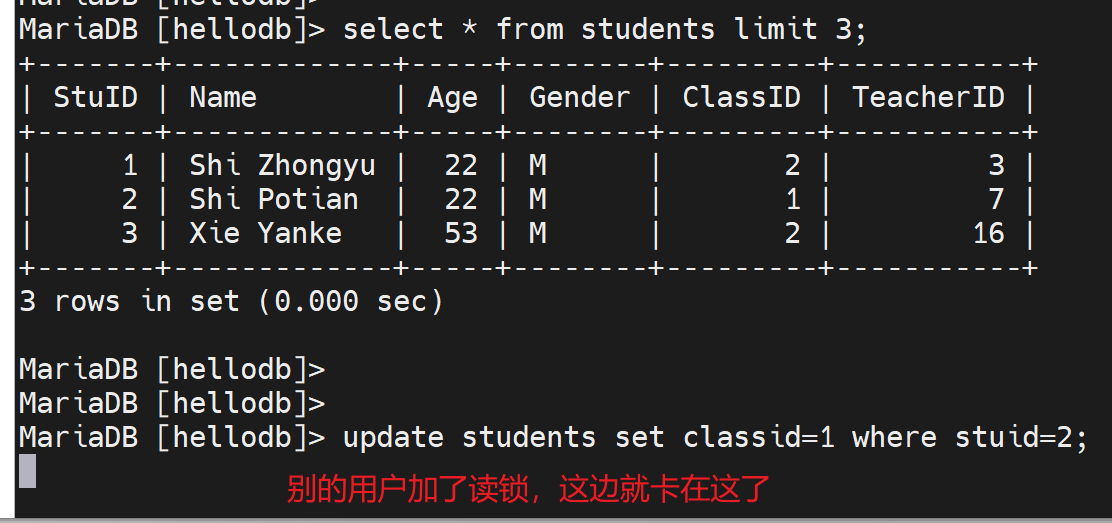 MariaDB [hellodb]>
MariaDB [hellodb]> select * from students limit 3;
+-------+-------------+-----+--------+---------+-----------+
| StuID | Name        | Age | Gender | ClassID | TeacherID |
+-------+-------------+-----+--------+---------+-----------+
|     1 | Shi Zhongyu |  22 | M      |       2 |         3 |
|     2 | Shi Potian  |  22 | M      |       1 |         7 |
|     3 | Xie Yanke   |  53 | M      |       2 |        16 |
+-------+-------------+-----+--------+---------+-----------+
3 rows in set (0.000 sec)
MariaDB [hellodb]>
MariaDB [hellodb]>
MariaDB [hellodb]> update students set classid=1 where stuid=2;
别的用户加了读锁，这边就卡在这了